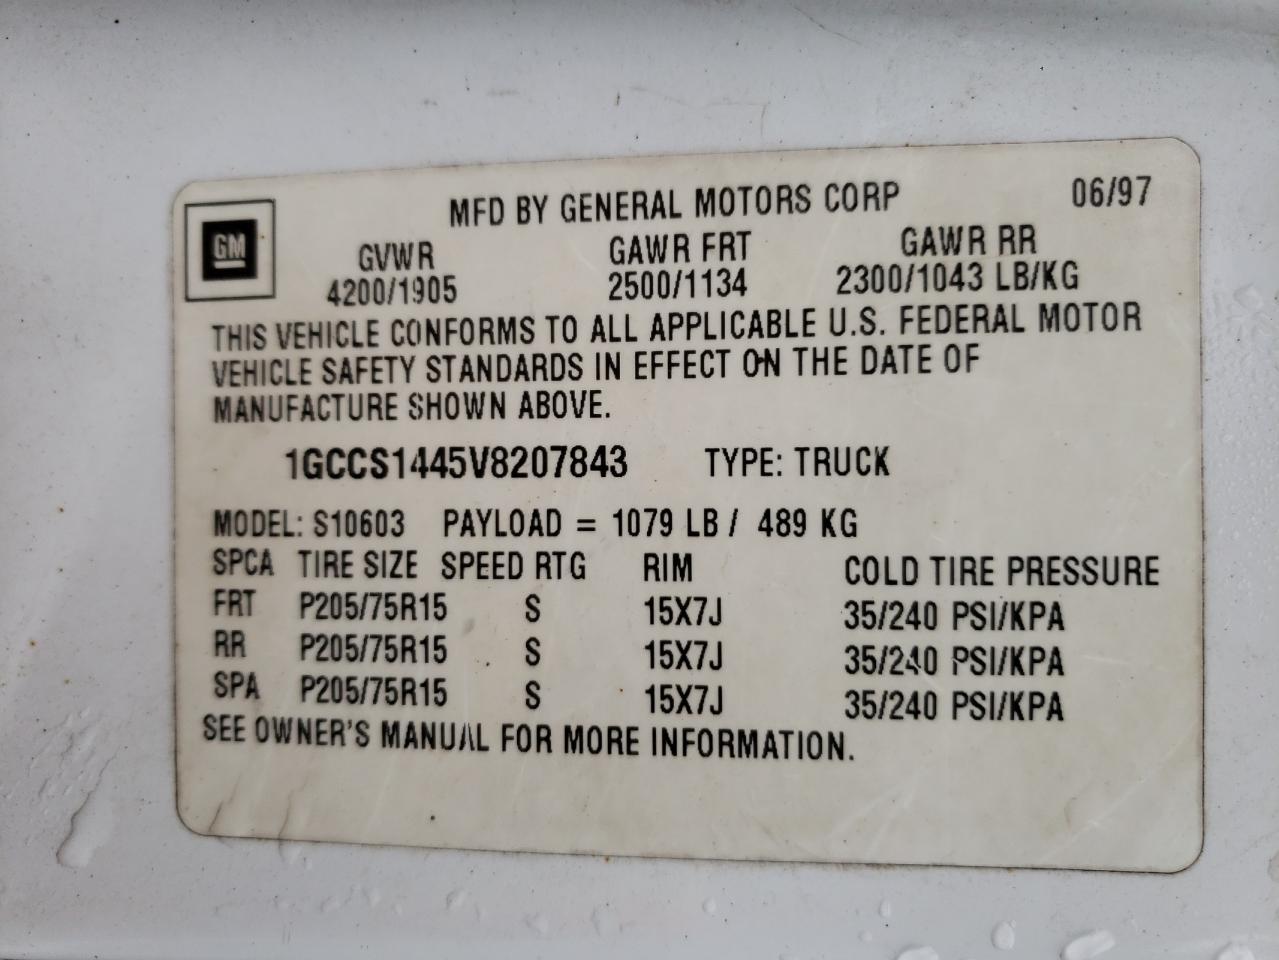 MFD BY GENERAL MOTORS CORP 06/97
GM
GVWR GAWR FRT GAWR RR
4200/1905 2500/1134 2300/1043 LB/KG
THIS VEHICLE CONFORMS TO ALL APPLICABLE U.S. FEDERAL MOTOR
VEHICLE SAFETY STANDARDS IN EFFECT ON THE DATE OF
MANUFACTURE SHOWN ABOVE.
1GCCS1445V8207843 TYPE: TRUCK
MODEL: S10603 PAYLOAD = 1079 LB / 489 KG
SPCA TIRE SIZE SPEED RTG RIM COLD TIRE PRESSURE
FRT P205/75R15 S 15X7J 35/240 PSI/KPA
RR P205/75R15 S 15X7J 35/240 PSI/KPA
SPA P205/75R15 S 15X7J 35/240 PSI/KPA
SEE OWNER'S MANUAL FOR MORE INFORMATION.